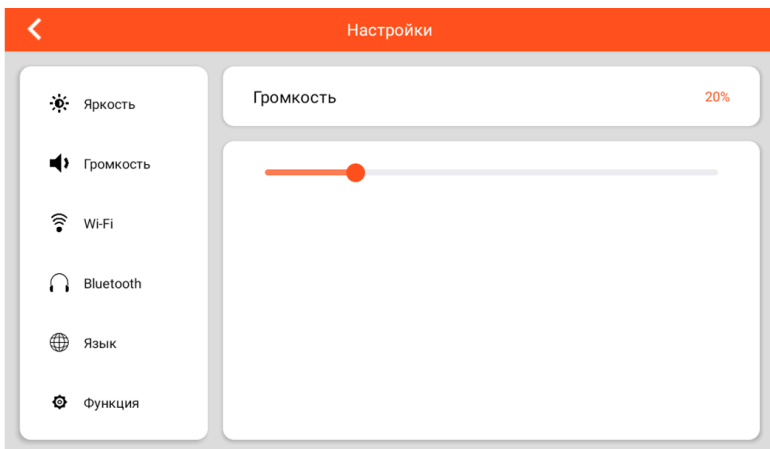 Настройки
Яркость
Громкость
Wi-Fi
Bluetooth
Язык
Функция
Громкость
20%